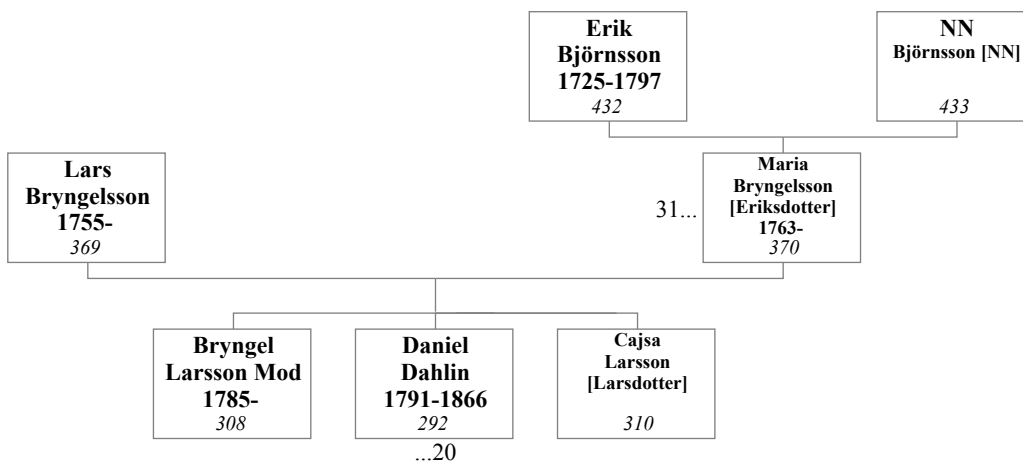 Erik
Björnsson
1725-1797
432
NN
Björnsson [NN]
433
Lars
Bryngelsson
1755-
369
31...
Maria
Bryngelsson
[Eriksdotter]
1763-
370
Bryngel
Larsson Mod
1785-
308
Daniel
Dahlin
1791-1866
292
...20
Cajsa
Larsson
[Larsdotter]
310